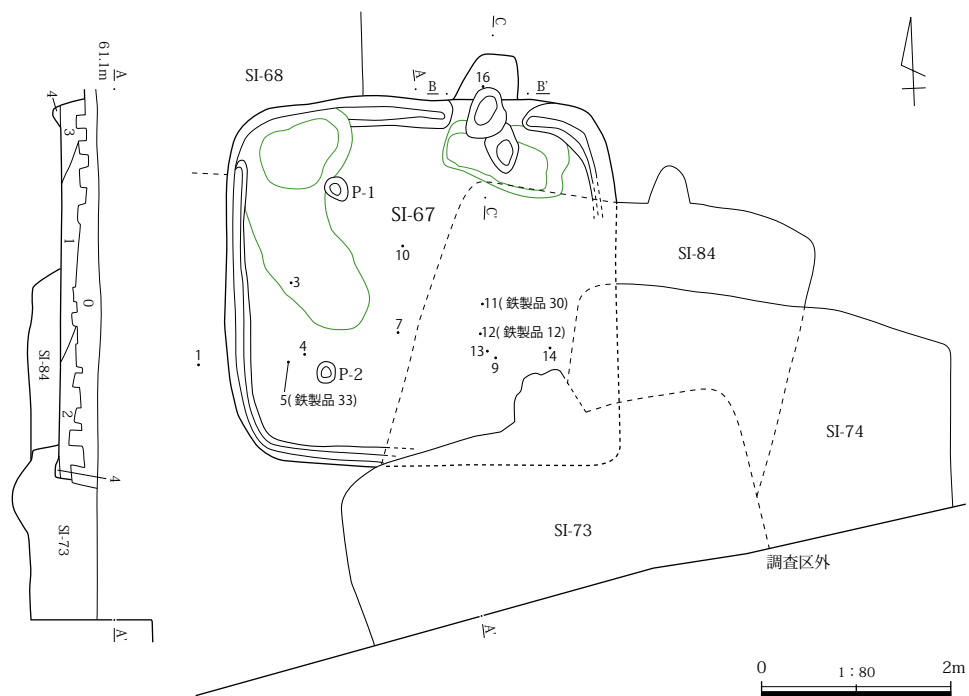 61.1m
A
4
3
1
0
SI-84
2
4
SI-73
A'
SI-68
C
A
16
B
B'
P-1
SI-67
C'
10
SI-84
3
11( 鉄製品 30)
7
12( 鉄製品 12)
4
13
14
1
9
P-2
5( 鉄製品 33)
SI-74
SI-73
調査区外
A'
0
1：80
2m